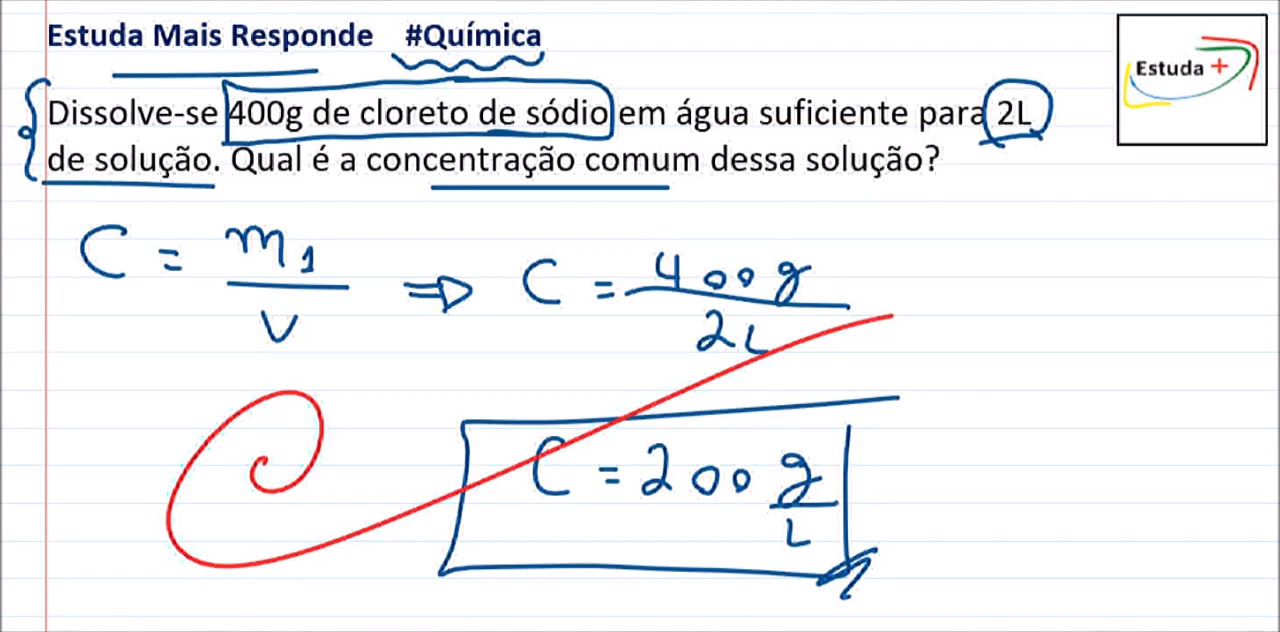 Estuda Mais Responde #Química
Estuda +
Dissolve-se 400g de cloreto de sódio em água suficiente para 2L
de solução. Qual é a concentração comum dessa solução?
C = m₁/V ⇒ C = 400g/2L
C = 200 g/L